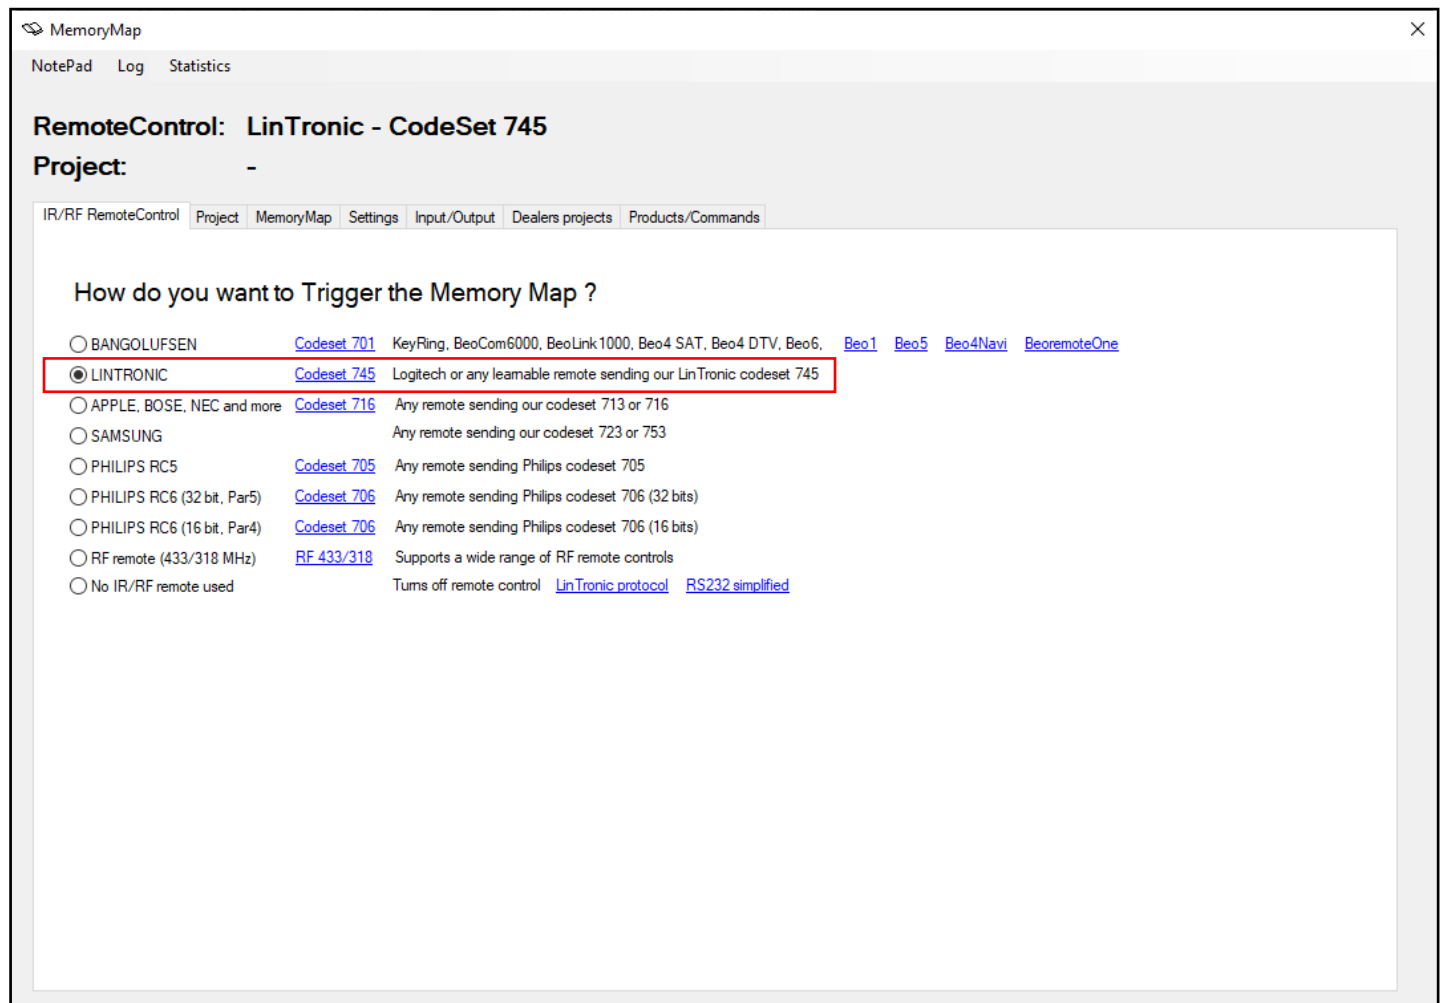 MemoryMap
NotePad Log Statistics
RemoteControl: LinTronic - CodeSet 745
Project: -
IR/RF RemoteControl Project MemoryMap Settings Input/Output Dealers projects Products/Commands
How do you want to Trigger the Memory Map ?
BANGOLUFSEN Codeset 701 KeyRing, BeoCom6000, BeoLink1000, Beo4 SAT, Beo4 DTV, Beo6, Beo1 Beo5 Beo4Navi BeoremoteOne
LINTRONIC Codeset 745 Logitech or any learnable remote sending our LinTronic codeset 745
APPLE, BOSE, NEC and more Codeset 716 Any remote sending our codeset 713 or 716
SAMSUNG Any remote sending our codeset 723 or 753
PHILIPS RC5 Codeset 705 Any remote sending Philips codeset 705
PHILIPS RC6 (32 bit, Par5) Codeset 706 Any remote sending Philips codeset 706 (32 bits)
PHILIPS RC6 (16 bit, Par4) Codeset 706 Any remote sending Philips codeset 706 (16 bits)
RF remote (433/318 MHz) RF 433/318 Supports a wide range of RF remote controls
No IR/RF remote used Turns off remote control LinTronic protocol RS232 simplified